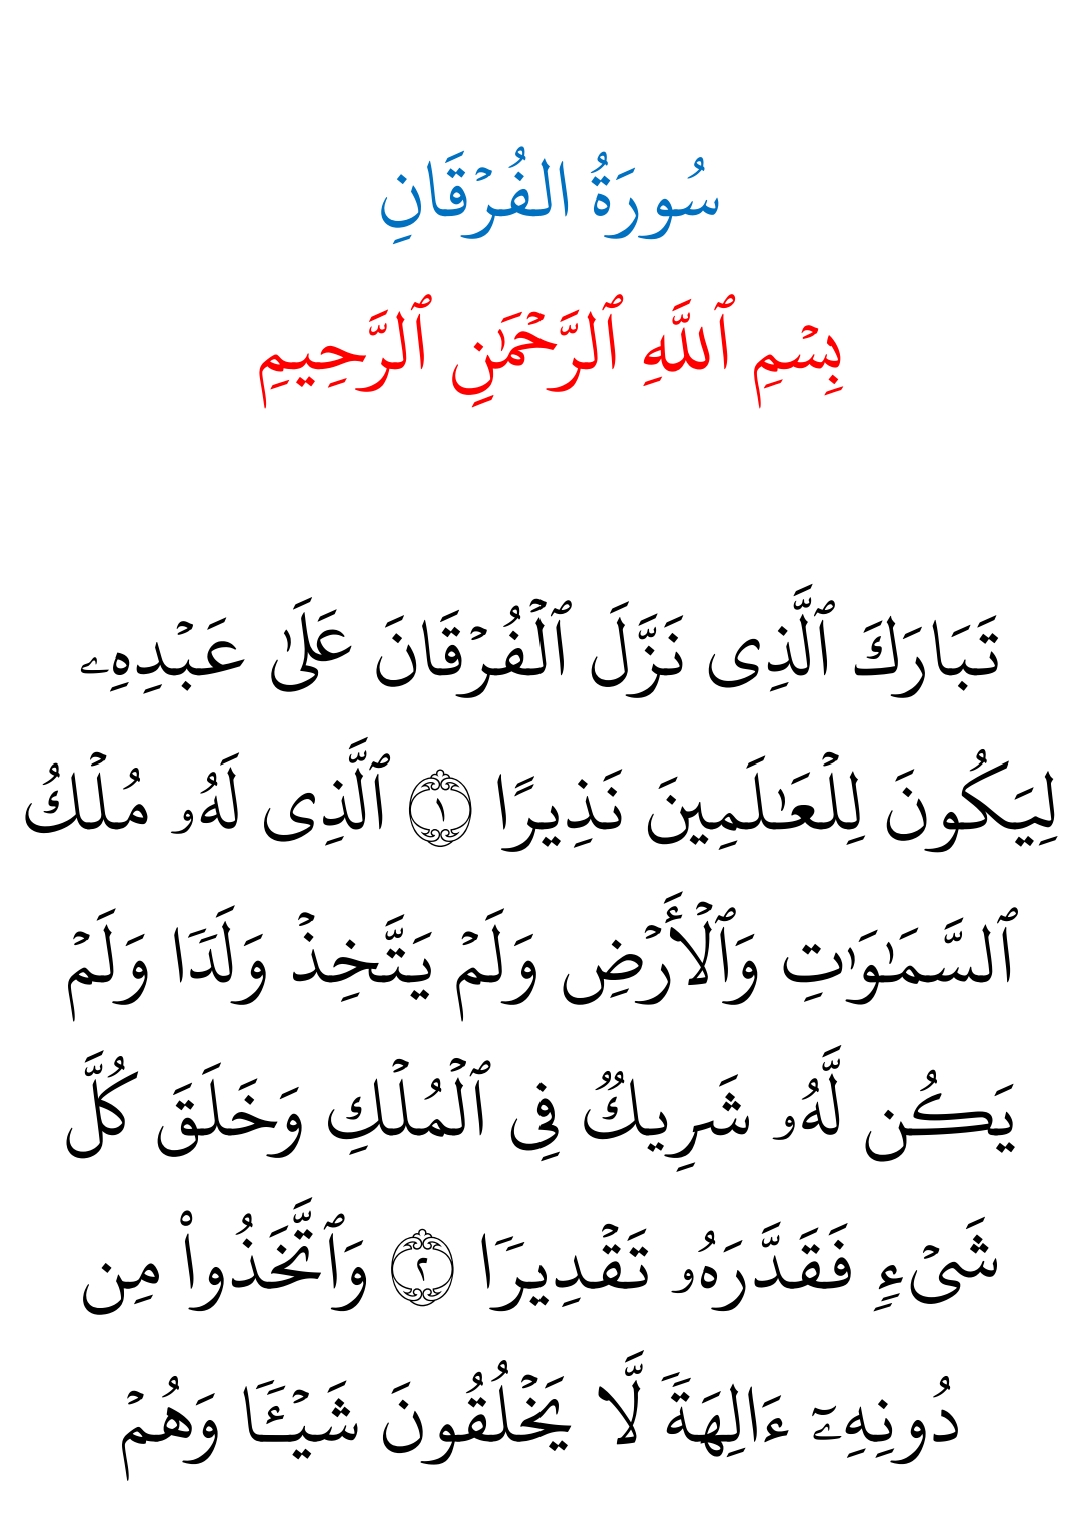 سُورَةُ الفُرۡقَانِ
بِسۡمِ ٱللَّهِ ٱلرَّحۡمَٰنِ ٱلرَّحِيمِ
تَبَارَكَ ٱلَّذِى نَزَّلَ ٱلۡفُرۡقَانَ عَلَىٰ عَبۡدِهِۦ
لِيَكُونَ لِلۡعَـٰلَمِينَ نَذِيرًا ١ ٱلَّذِى لَهُۥ مُلۡكُ
ٱلسَّمَـٰوَٲتِ وَٱلۡأَرۡضِ وَلَمۡ يَتَّخِذۡ وَلَدٗا وَلَمۡ
يَكُن لَّهُۥ شَرِيكٞ فِى ٱلۡمُلۡكِ وَخَلَقَ كُلَّ
شَىۡءٖ فَقَدَّرَهُۥ تَقۡدِيرٗا ٢ وَٱتَّخَذُواْ مِن
دُونِهِۦٓ ءَالِهَةٗ لَّا يَخۡلُقُونَ شَيۡـٔٗا وَهُمۡ